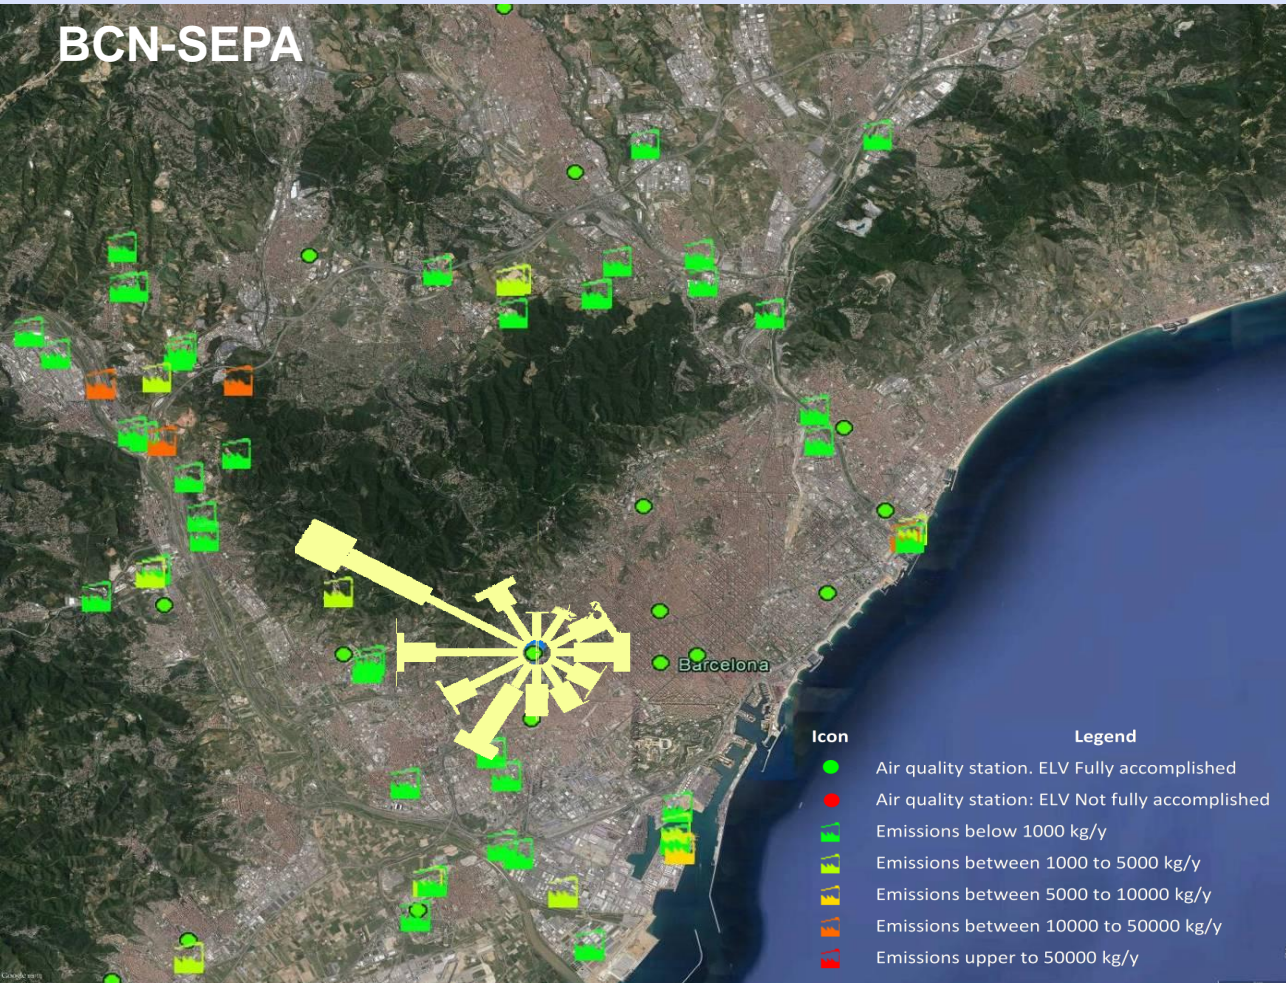 BCN-SEPA
Barcelona
Icon Legend
Air quality station. ELV Fully accomplished
Air quality station: ELV Not fully accomplished
Emissions below 1000 kg/y
Emissions between 1000 to 5000 kg/y
Emissions between 5000 to 10000 kg/y
Emissions between 10000 to 50000 kg/y
Emissions upper to 50000 kg/y